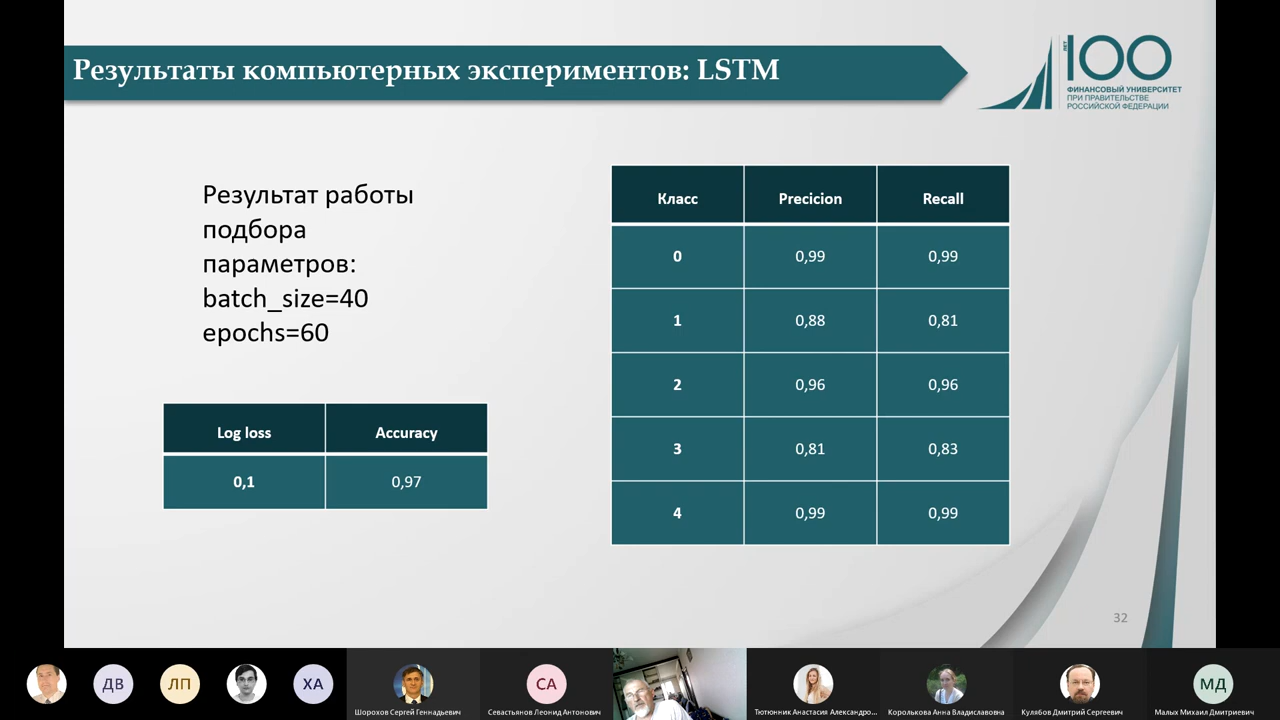 Результаты компьютерных экспериментов: LSTM
ЛЕТ
100
ФИНАНСОВЫЙ УНИВЕРСИТЕТ
ПРИ ПРАВИТЕЛЬСТВЕ
РОССИЙСКОЙ ФЕДЕРАЦИИ
Результат работы
подбора
параметров:
batch_size=40
epochs=60
Log loss Accuracy
0,1 0,97
Класс Precicion Recall
0 0,99 0,99
1 0,88 0,81
2 0,96 0,96
3 0,81 0,83
4 0,99 0,99
32
ДВ
ЛП
ХА
СА
МД
Шорохов Сергей Геннадьевич
Севастьянов Леонид Антонович
Тютюнник Анастасия Александро...
Королькова Анна Владиславовна
Кулябов Дмитрий Сергеевич
Малых Михаил Дмитриевич